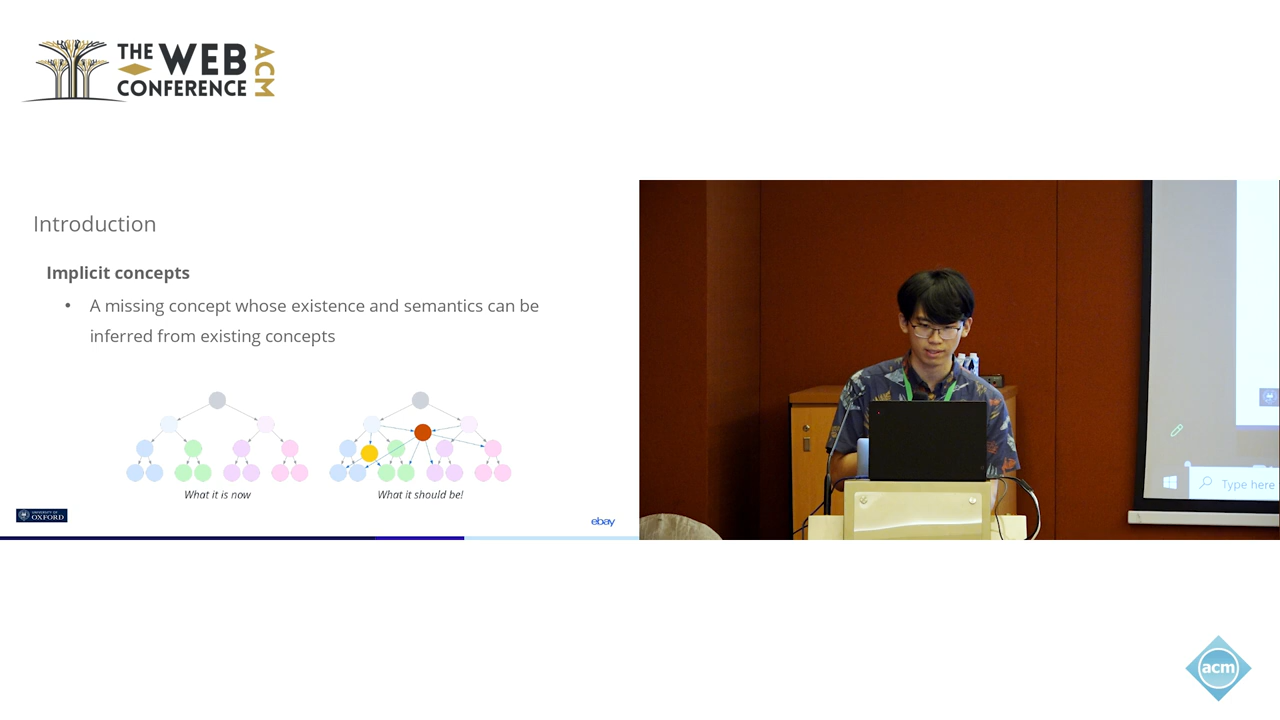 THE WEB
CONFERENCE
ACM
Introduction
Implicit concepts
• A missing concept whose existence and semantics can be
inferred from existing concepts
What it is now
What it should be!
UNIVERSITY OF
OXFORD
ebay
Type here
acm